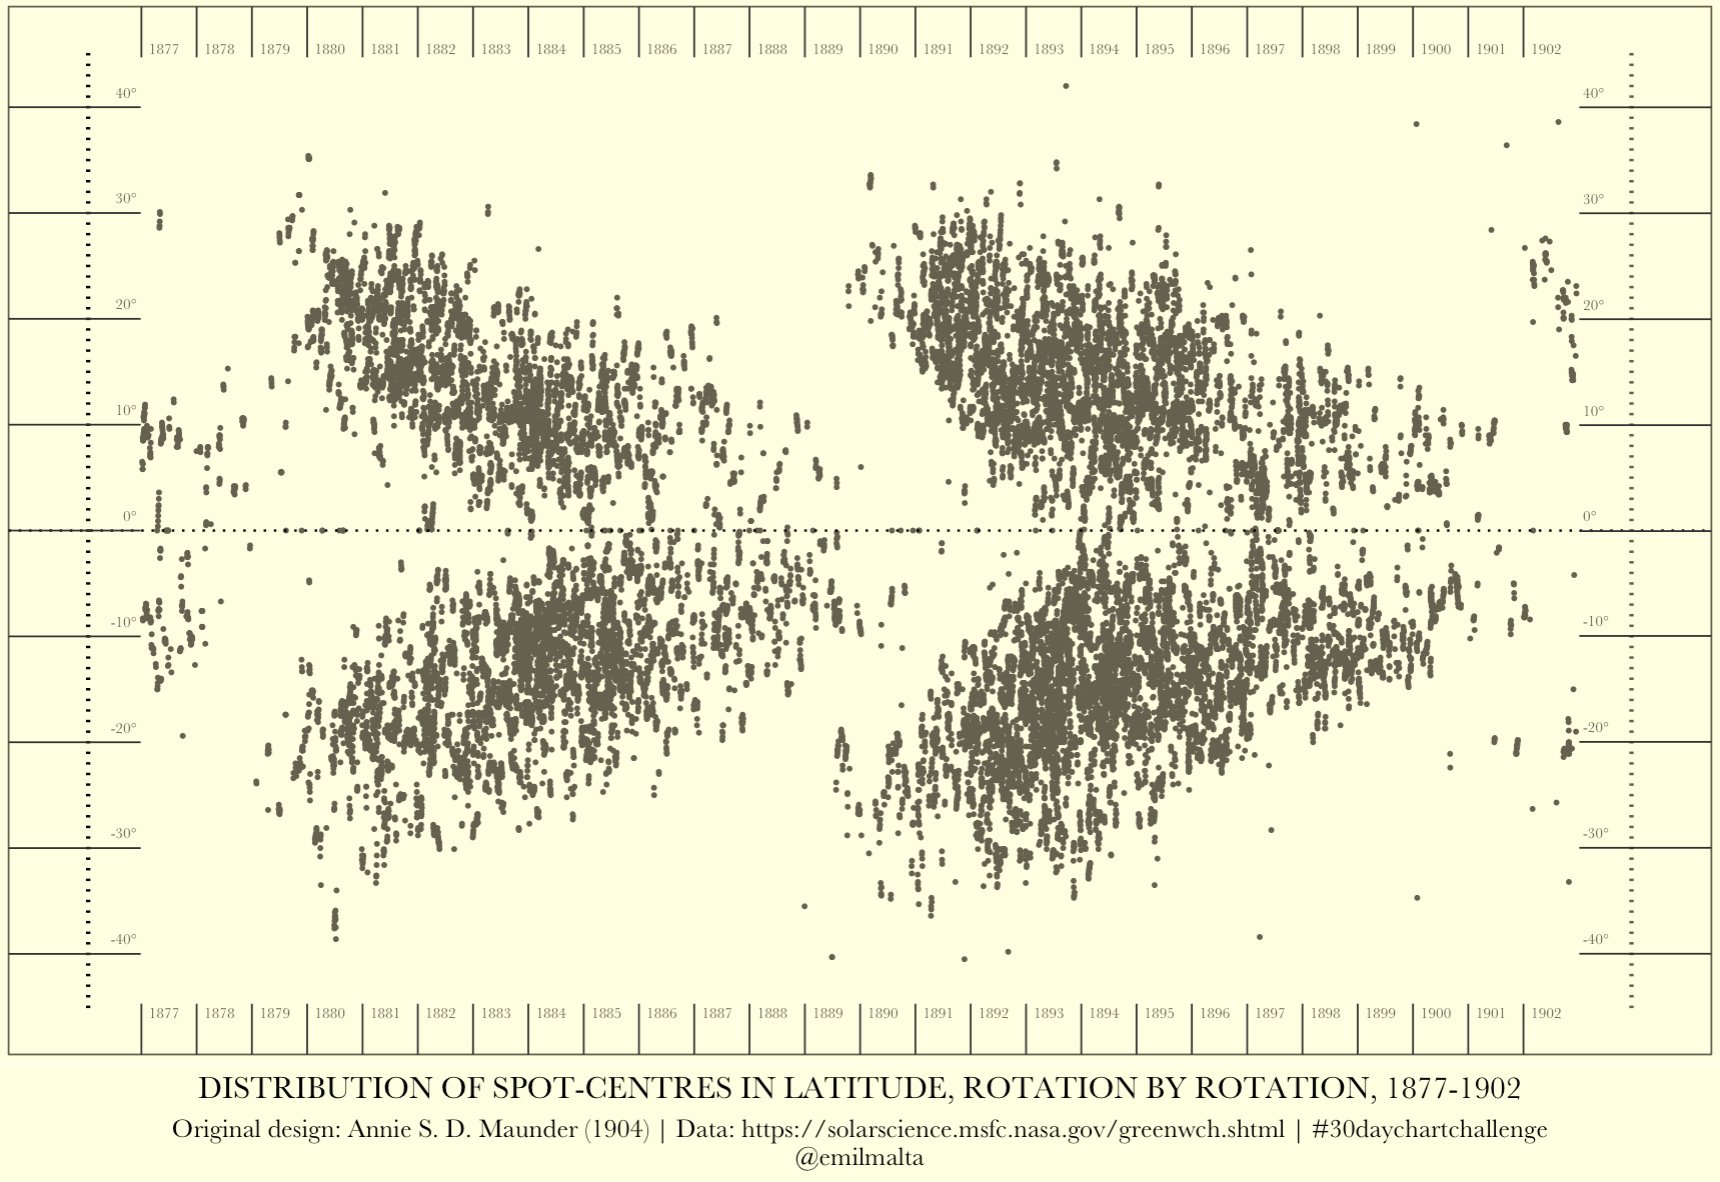 1877 1878 1879 1880 1881 1882 1883 1884 1885 1886 1887 1888 1889 1890 1891 1892 1893 1894 1895 1896 1897 1898 1899 1900 1901 1902
40° 40°
30° 30°
20° 20°
10° 10°
0° 0°
-10° -10°
-20° -20°
-30° -30°
-40° -40°
1877 1878 1879 1880 1881 1882 1883 1884 1885 1886 1887 1888 1889 1890 1891 1892 1893 1894 1895 1896 1897 1898 1899 1900 1901 1902
DISTRIBUTION OF SPOT-CENTRES IN LATITUDE, ROTATION BY ROTATION, 1877-1902
Original design: Annie S. D. Maunder (1904) | Data: https://solarscience.msfc.nasa.gov/greenwch.shtml | #30daychartchallenge
@emilmalta